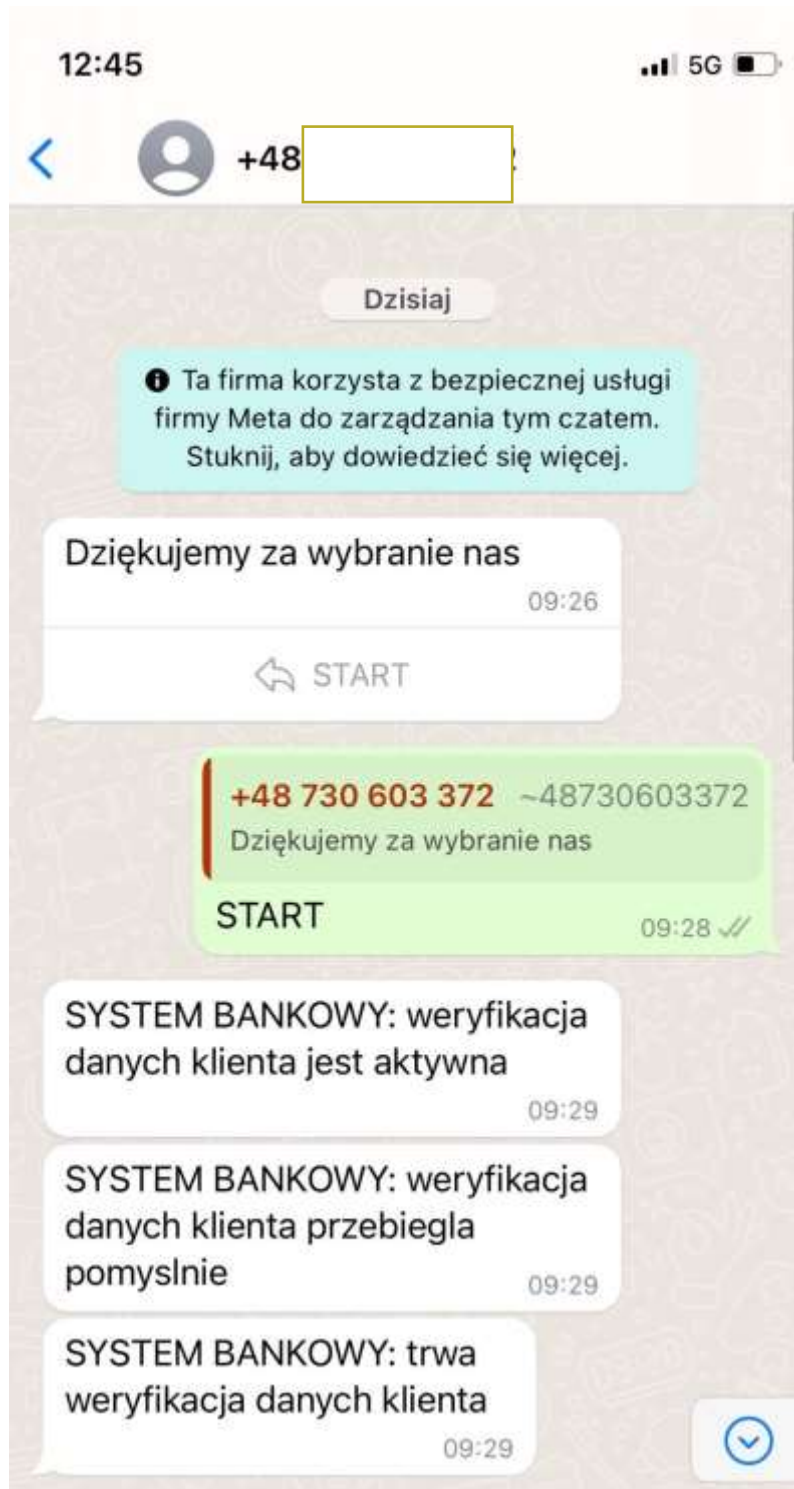 12:45
5G
+48
Dzisiaj
Ta firma korzysta z bezpiecznej usługi
firmy Meta do zarządzania tym czatem.
Stuknij, aby dowiedzieć się więcej.
Dziękujemy za wybranie nas
09:26
START
+48 730 603 372 ~48730603372
Dziękujemy za wybranie nas
START
09:28
SYSTEM BANKOWY: weryfikacja
danych klienta jest aktywna
09:29
SYSTEM BANKOWY: weryfikacja
danych klienta przebiegla
pomyslnie
09:29
SYSTEM BANKOWY: trwa
weryfikacja danych klienta
09:29